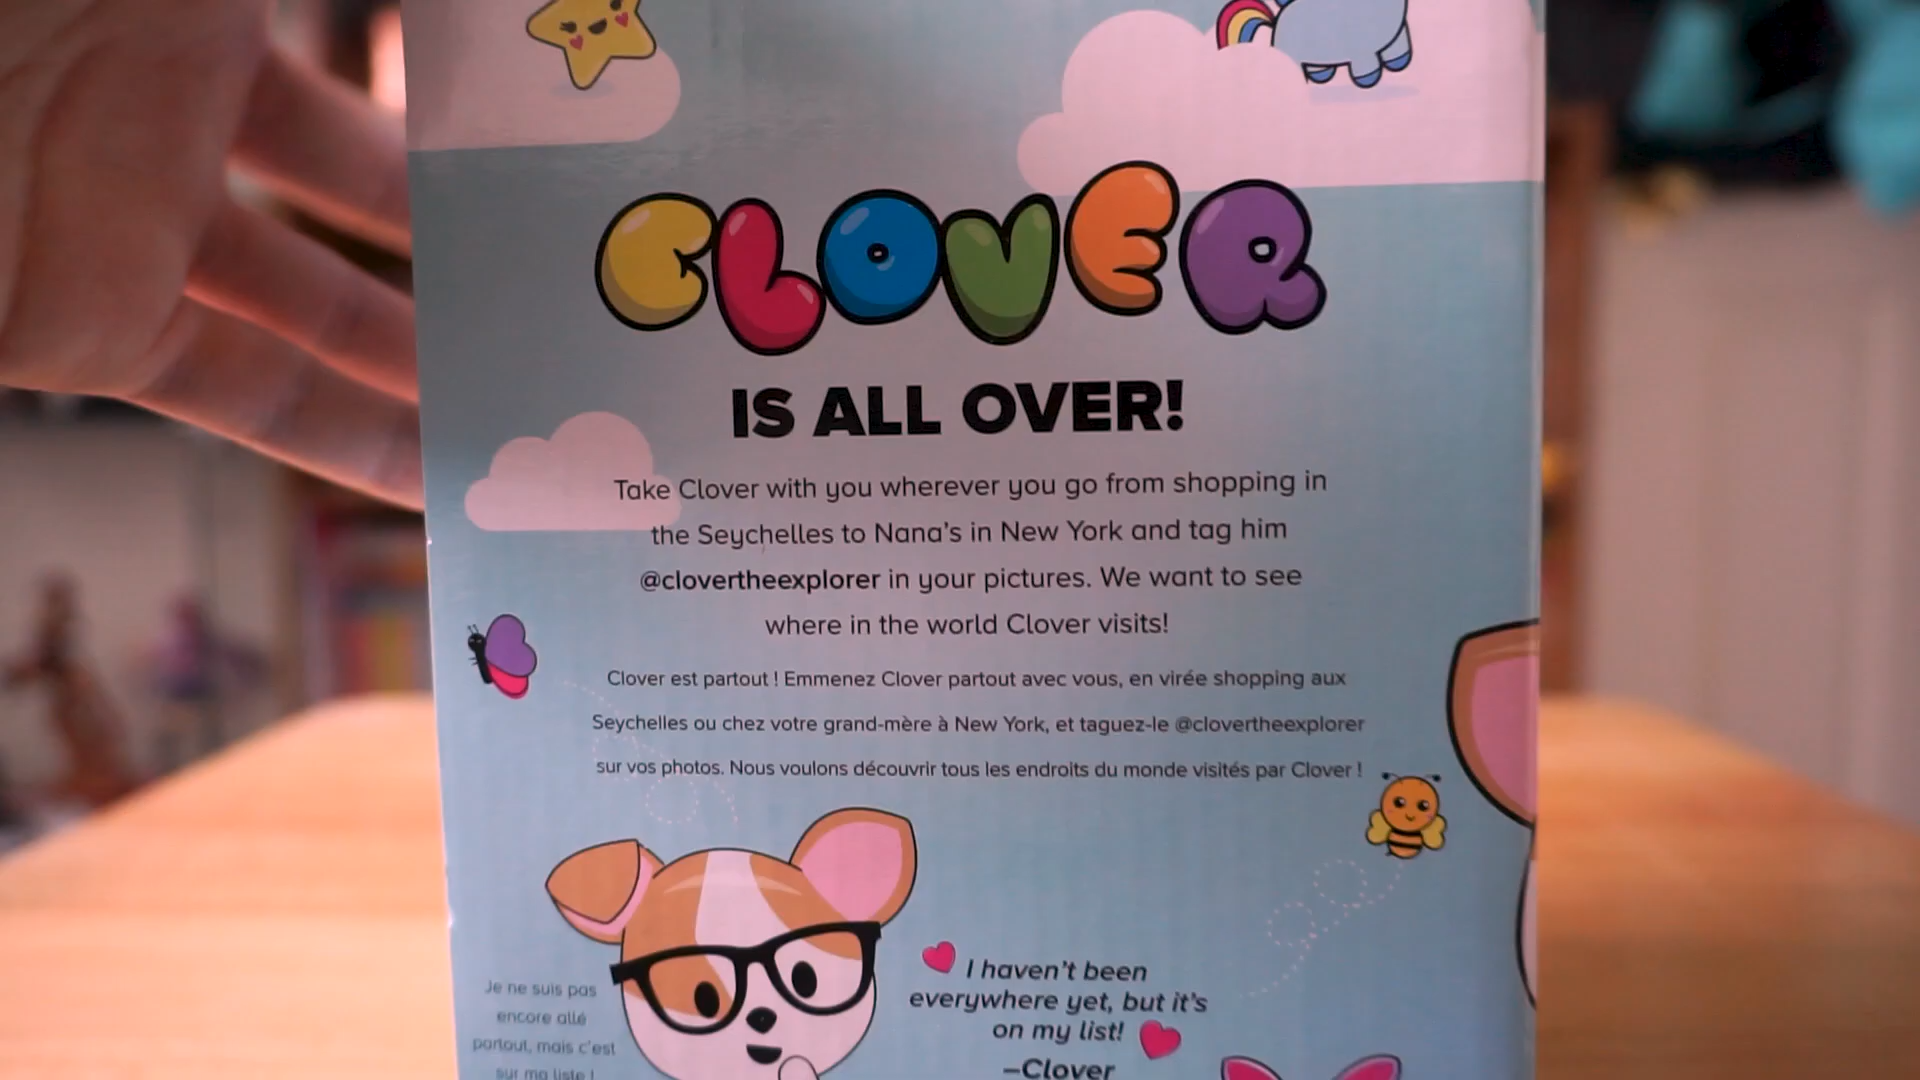 CLOVER
IS ALL OVER!
Take Clover with you wherever you go from shopping in
the Seychelles to Nana's in New York and tag him
@clovertheexplorer in your pictures. We want to see
where in the world Clover visits!
Clover est partout ! Emmenez Clover partout avec vous, en virée shopping aux
Seychelles ou chez votre grand-mère à New York, et taguez-le @clovertheexplorer
sur vos photos. Nous voulons découvrir tous les endroits du monde visités par Clover !
Je ne suis pas
encore allé
partout, mais c'est
sur ma liste !
I haven't been
everywhere yet, but it's
on my list!
–Clover